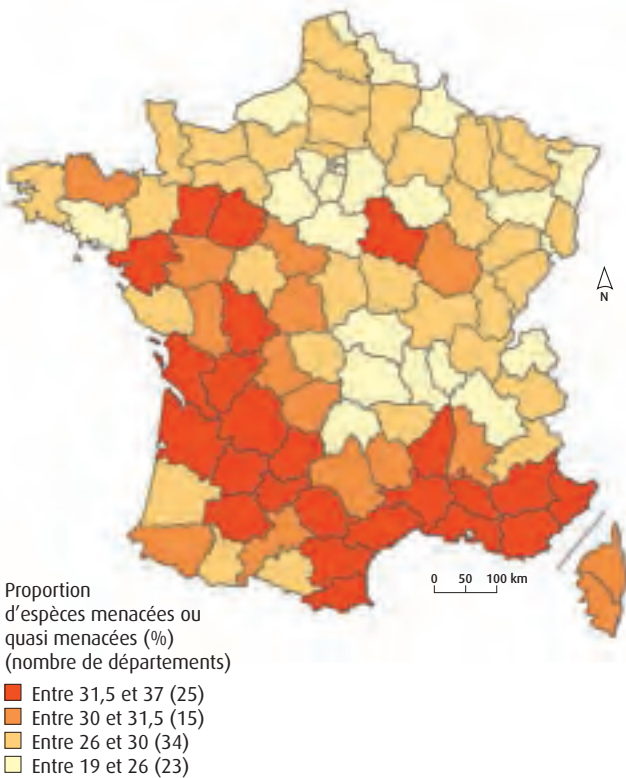 N
0 50 100 km
Proportion
d'espèces menacées ou
quasi menacées (%)
(nombre de départements)
Entre 31,5 et 37 (25)
Entre 30 et 31,5 (15)
Entre 26 et 30 (34)
Entre 19 et 26 (23)